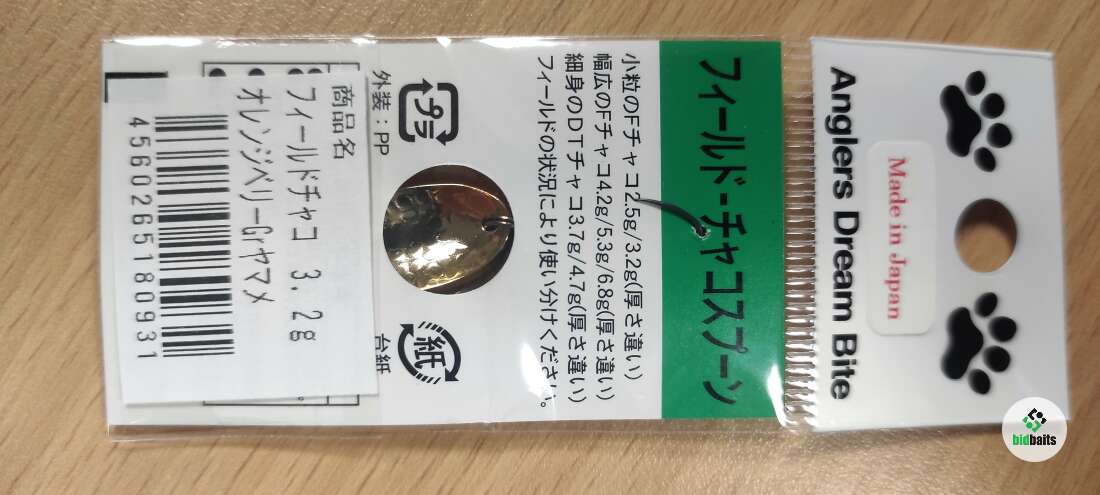 Anglers Dream Bite
Made in Japan
フィールド-チャコスプーン
小粒のFチャコ2.5g/3.2g(厚さ違い)
幅広のFチャコ4.2g/5.3g/6.8g(厚さ違い)
細身のDTチャコ3.7g/4.7g(厚さ違い)
フィールドの状況により使い分けください。
プラ
外装：PP
紙
台紙
商品名
フィールドチャコ 3.2g
オレンジベリーGrヤマメ
4560265180931
bidbaits